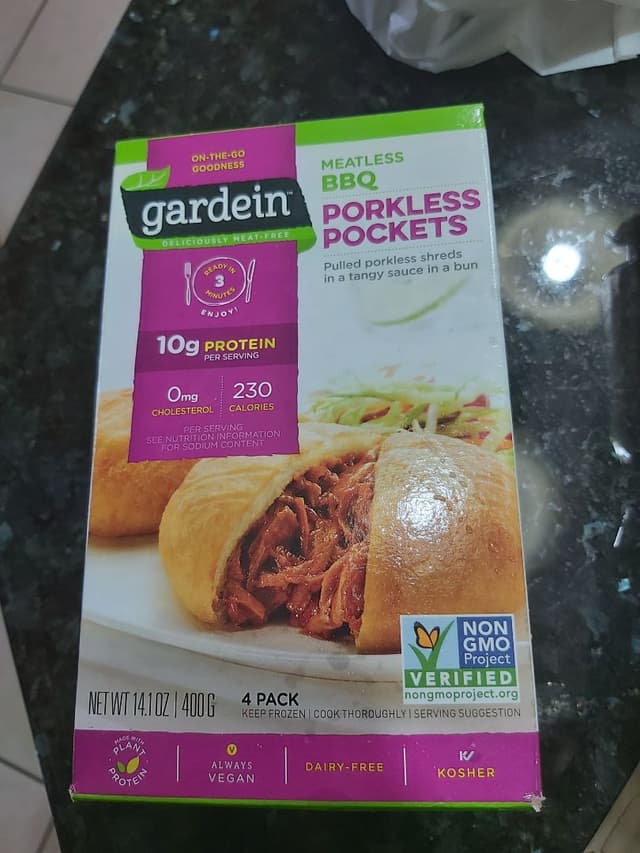 ON-THE-GO
GOODNESS
gardein™
DELICIOUSLY MEAT-FREE
READY IN
3
MINUTES
ENJOY!
10g PROTEIN
PER SERVING
0mg
CHOLESTEROL
230
CALORIES
PER SERVING
SEE NUTRITION INFORMATION
FOR SODIUM CONTENT
MEATLESS
BBQ
PORKLESS
POCKETS
Pulled porkless shreds
in a tangy sauce in a bun
NON
GMO
Project
VERIFIED
nongmoproject.org
NET WT 14.1 OZ | 400 G
4 PACK
KEEP FROZEN | COOK THOROUGHLY | SERVING SUGGESTION
MADE WITH
PLANT
PROTEIN
V
ALWAYS
VEGAN
DAIRY-FREE
KOSHER